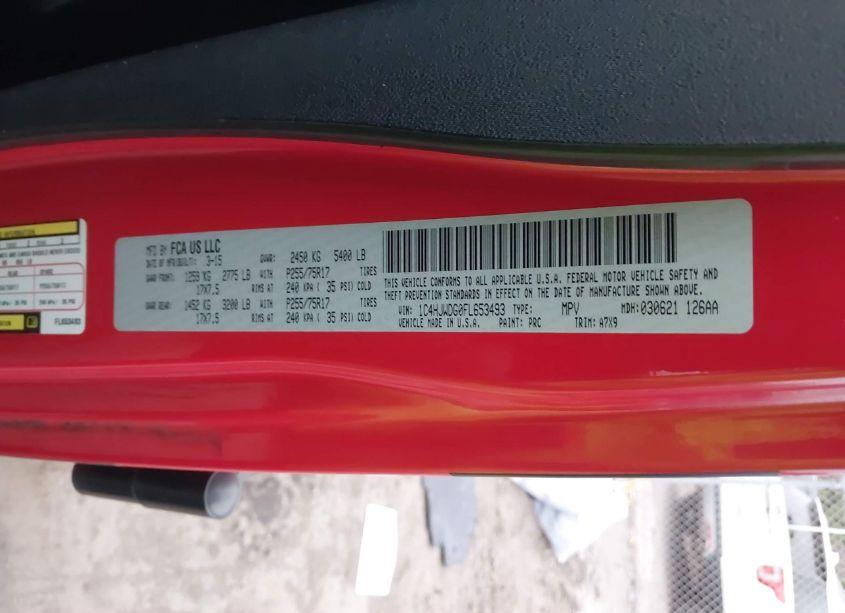 INFORMATION
FL653493
MFD BY: FCA US LLC
DATE OF MFR(BUILT): 3-15 GVWR: 2450 KG 5400 LB
GAWR FRONT: 1259 KG 2775 LB WITH P255/75R17 TIRES
17X7.5 RIMS AT 240 KPA ( 35 PSI) COLD
GAWR REAR: 1452 KG 3200 LB WITH P255/75R17 TIRES
17X7.5 RIMS AT 240 KPA ( 35 PSI) COLD
THIS VEHICLE CONFORMS TO ALL APPLICABLE U.S.A. FEDERAL MOTOR VEHICLE SAFETY AND
THEFT PREVENTION STANDARDS IN EFFECT ON THE DATE OF MANUFACTURE SHOWN ABOVE.
VIN: 1C4HJWDG0FL653493 TYPE: MPV MDH: 030621 126AA
VEHICLE MADE IN U.S.A. PAINT: PRC TRIM: A7X9